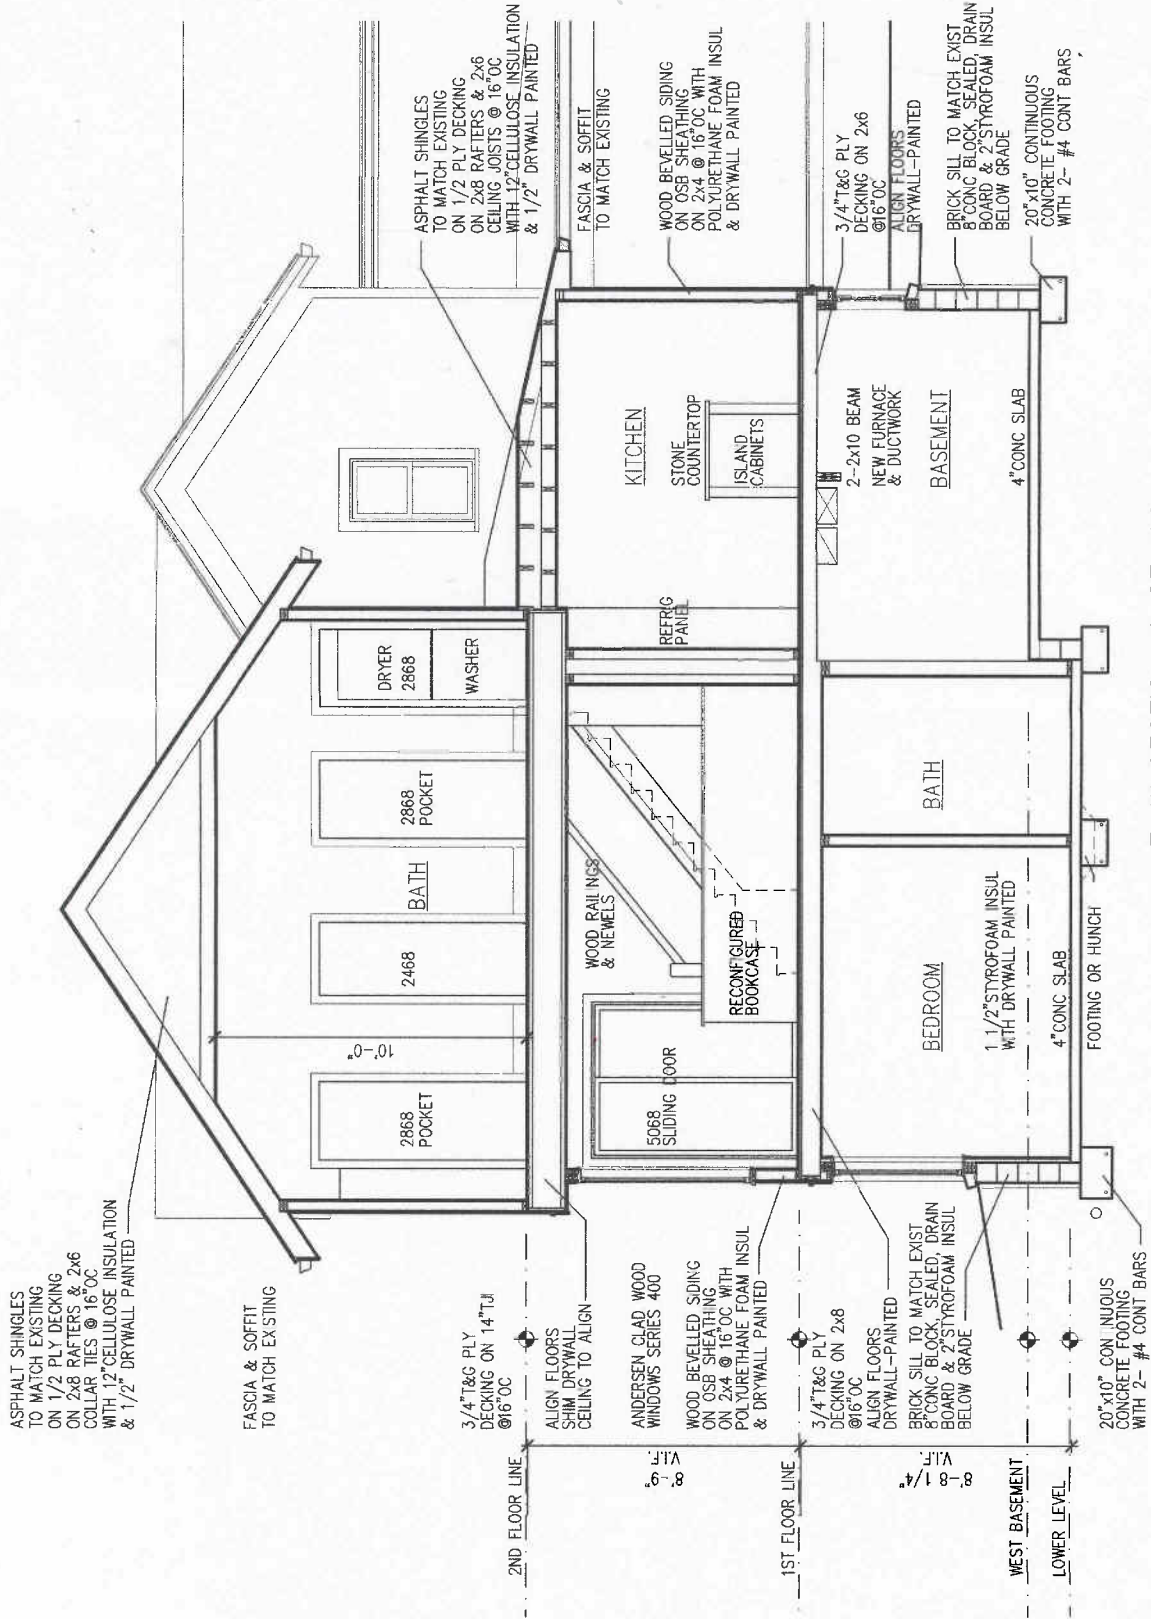 ASPHALT SHINGLES
TO MATCH EXISTING
ON 1/2 PLY DECKING
ON 2x8 RAFTERS & 2x6
COLLAR TIES @ 16"OC
WITH 12"CELLULOSE INSULATION
& 1/2" DRYWALL PAINTED
FASCIA & SOFFIT
TO MATCH EXISTING
3/4"T&G PLY
DECKING ON 14"TJI
@16"OC
2ND FLOOR LINE
ALIGN FLOORS
SHIM DRYWALL
CEILING TO ALIGN
ANDERSEN CLAD WOOD
WINDOWS SERIES 400
8'-9"
V.I.F.
WOOD BEVELLED SIDING
ON OSB SHEATHING
ON 2x4 @ 16"OC WITH
POLYURETHANE FOAM INSUL
& DRYWALL PAINTED
1ST FLOOR LINE
3/4"T&G PLY
DECKING ON 2x8
@16"OC
ALIGN FLOORS
DRYWALL-PAINTED
8'-8 1/4"
V.I.F.
BRICK SILL TO MATCH EXIST
8"CONC BLOCK, SEALED, DRAIN
BOARD & 2"STYROFOAM INSUL
BELOW GRADE
WEST BASEMENT
LOWER LEVEL
20"x10" CONTINUOUS
CONCRETE FOOTING
WITH 2- #4 CONT BARS
10'-0"
2868
POCKET
2468
BATH
2868
POCKET
DRYER
2868
WASHER
5068
SLIDING DOOR
WOOD RAILINGS
& NEWELS
RECONFIGURED
BOOKCASE
REFRIG
PANEL
KITCHEN
STONE
COUNTERTOP
ISLAND
CABINETS
BEDROOM
1 1/2"STYROFOAM INSUL
WITH DRYWALL PAINTED
4"CONC SLAB
FOOTING OR HUNCH
BATH
2-2x10 BEAM
NEW FURNACE
& DUCTWORK
BASEMENT
4"CONC SLAB
ASPHALT SHINGLES
TO MATCH EXISTING
ON 1/2 PLY DECKING
ON 2x8 RAFTERS & 2x6
CEILING JOISTS @ 16"OC
WITH 12"CELLULOSE INSULATION
& 1/2" DRYWALL PAINTED
FASCIA & SOFFIT
TO MATCH EXISTING
WOOD BEVELLED SIDING
ON OSB SHEATHING
ON 2x4 @ 16"OC WITH
POLYURETHANE FOAM INSUL
& DRYWALL PAINTED
3/4"T&G PLY
DECKING ON 2x6
@16"OC
ALIGN FLOORS
DRYWALL-PAINTED
BRICK SILL TO MATCH EXIST
8"CONC BLOCK, SEALED, DRAIN
BOARD & 2"STYROFOAM INSUL
BELOW GRADE
20"x10" CONTINUOUS
CONCRETE FOOTING
WITH 2- #4 CONT BARS